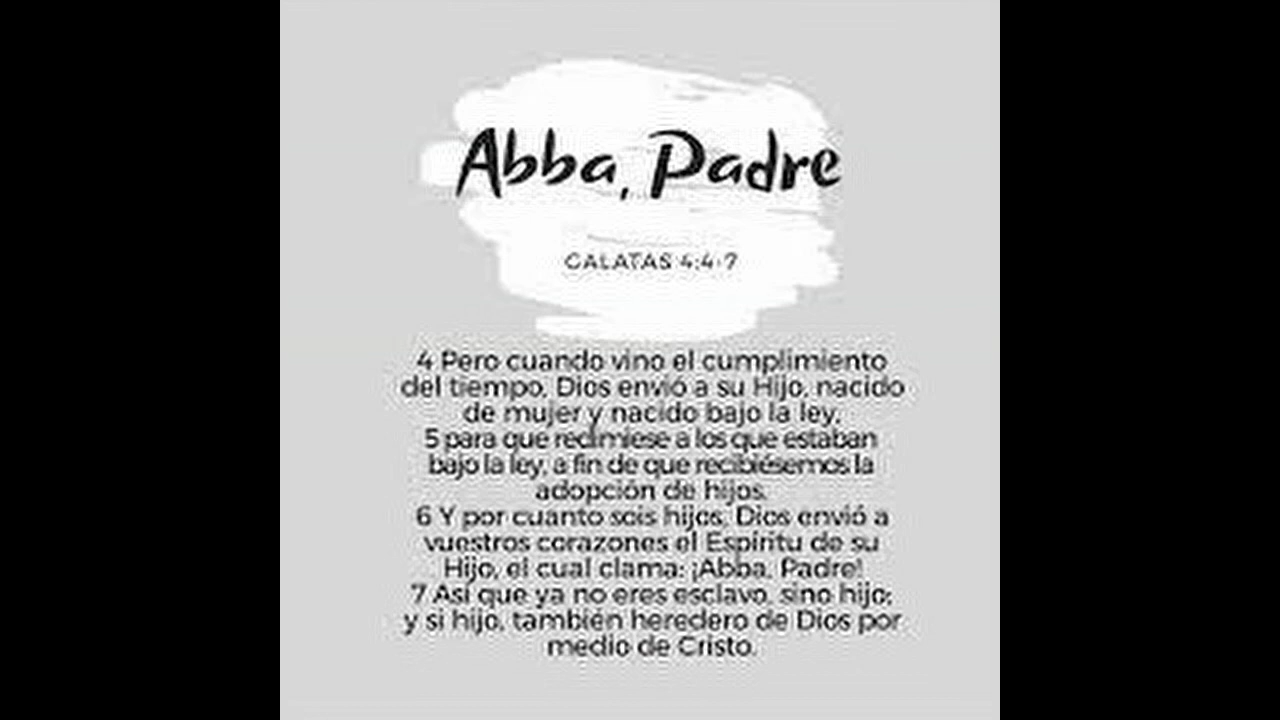 Abba, Padre
GALATAS 4:4-7
4 Pero cuando vino el cumplimiento
del tiempo, Dios envió a su Hijo, nacido
de mujer y nacido bajo la ley,
5 para que redimiese a los que estaban
bajo la ley, a fin de que recibiésemos la
adopción de hijos.
6 Y por cuanto sois hijos, Dios envió a
vuestros corazones el Espíritu de su
Hijo, el cual clama: ¡Abba, Padre!
7 Así que ya no eres esclavo, sino hijo;
y si hijo, también heredero de Dios por
medio de Cristo.